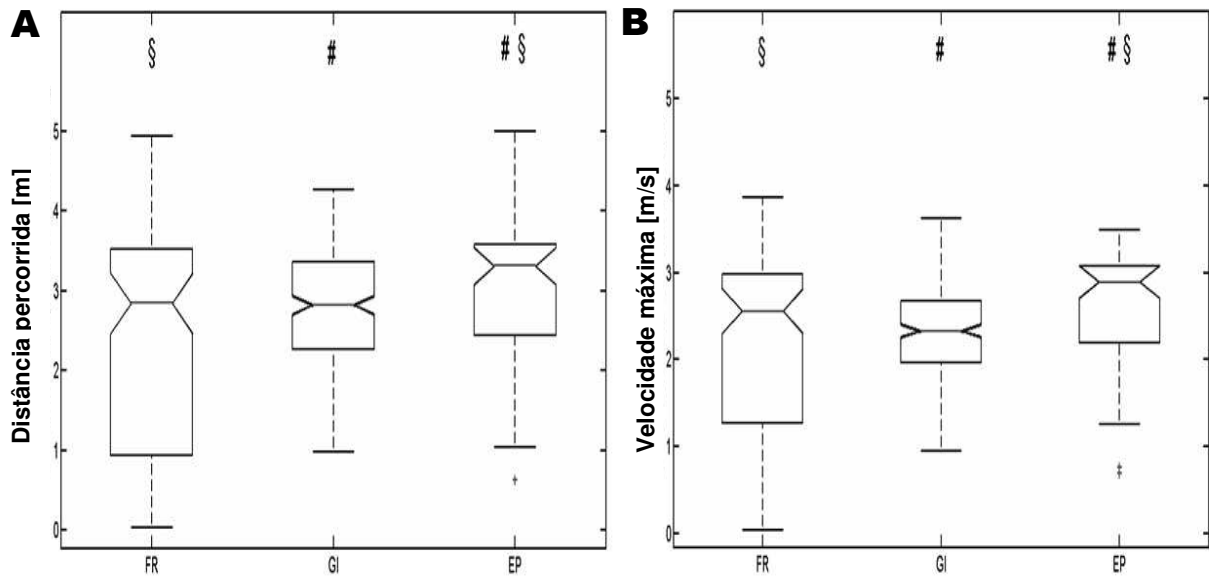 A
§ # # §
Distância percorrida [m]
5
4
3
2
1
0
FR GI EP
B
§ # # §
Velocidade máxima [m/s]
5
4
3
2
1
0
FR GI EP